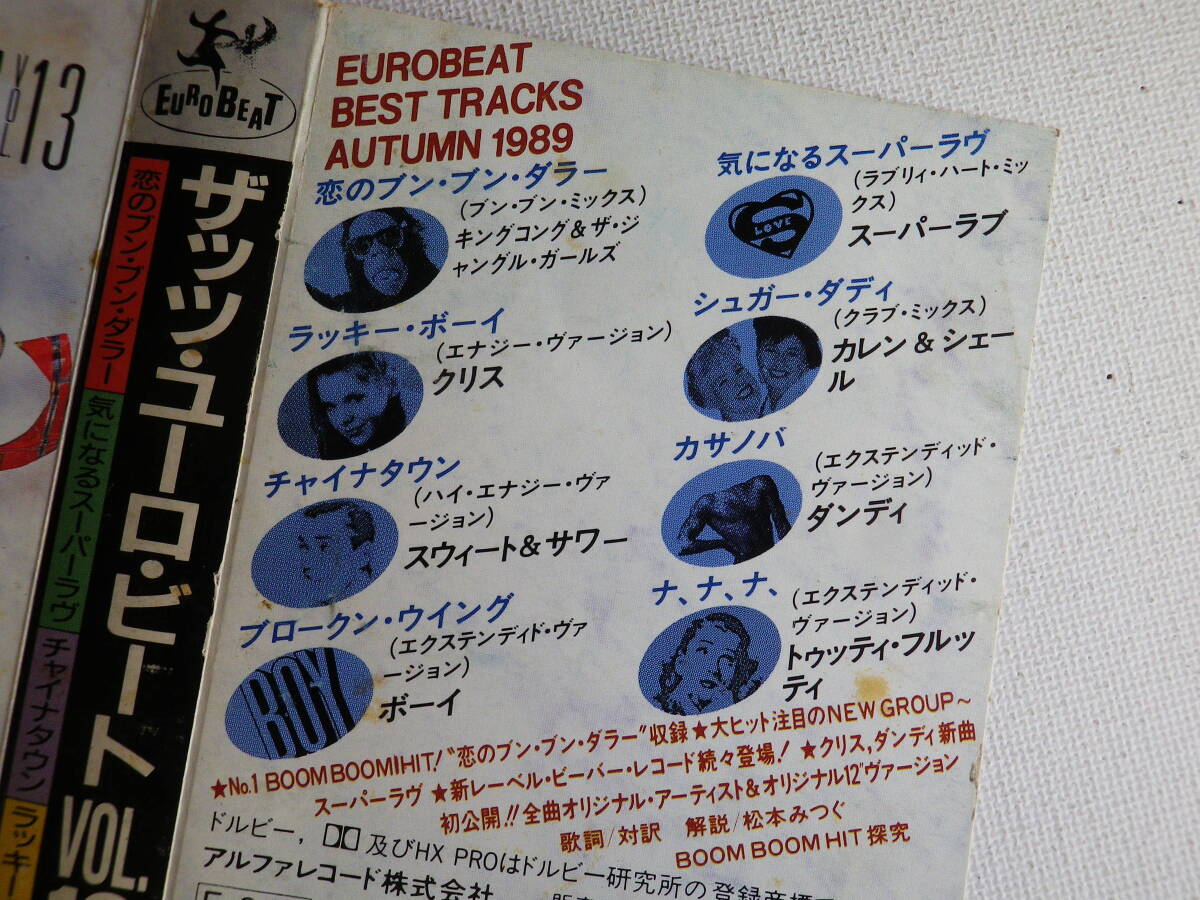 VOL 13
EUROBEAT
恋のブン・ブン・ダラー
気になるスーパーラヴ
チャイナタウン
ラッキー
ザッツ・ユーロ・ビート VOL.
EUROBEAT
BEST TRACKS
AUTUMN 1989
恋のブン・ブン・ダラー
(ブン・ブン・ミックス)
キングコング&ザ・ジ
ャングル・ガールズ
ラッキー・ボーイ
(エナジー・ヴァージョン)
クリス
チャイナタウン
(ハイ・エナジー・ヴァ
ージョン)
スウィート&サワー
ブロークン・ウイング
(エクステンディド・ヴァ
ージョン)
BOY
ボーイ
気になるスーパーラヴ
(ラブリィ・ハート・ミッ
クス)
LOVE
スーパーラブ
シュガー・ダディ
(クラブ・ミックス)
カレン&シェー
ル
カサノバ
(エクステンディッド・
ヴァージョン)
ダンディ
ナ、ナ、ナ、
(エクステンディッド・
ヴァージョン)
トゥッティ・フルッ
ティ
★No.1 BOOM BOOM!HIT!“恋のブン・ブン・ダラー”収録★大ヒット注目のNEW GROUP〜
スーパーラヴ ★新レーベル・ビーバー・レコード続々登場! ★クリス,ダンディ新曲
初公開!!全曲オリジナル・アーティスト&オリジナル12"ヴァージョン
歌詞/対訳 解説/松本みつぐ
BOOM BOOM HIT 探究
ドルビー, 及びHX PROはドルビー研究所の登録商標
アルファレコード株式会社